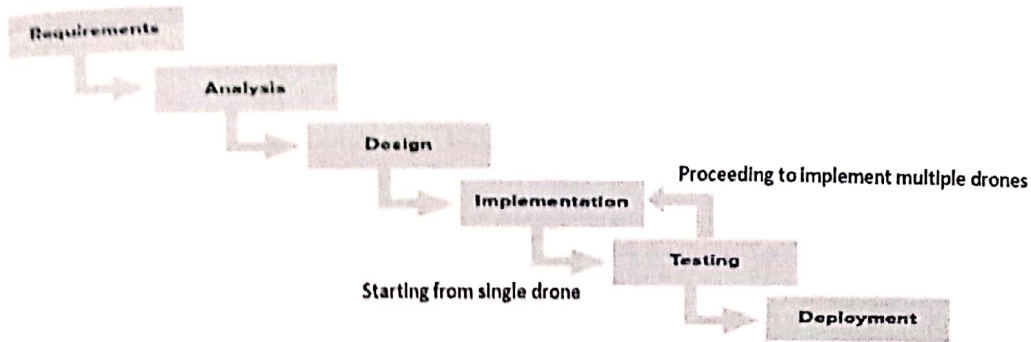 Requirements
Analysis
Design
Proceeding to implement multiple drones
Implementation
Testing
Starting from single drone
Deployment